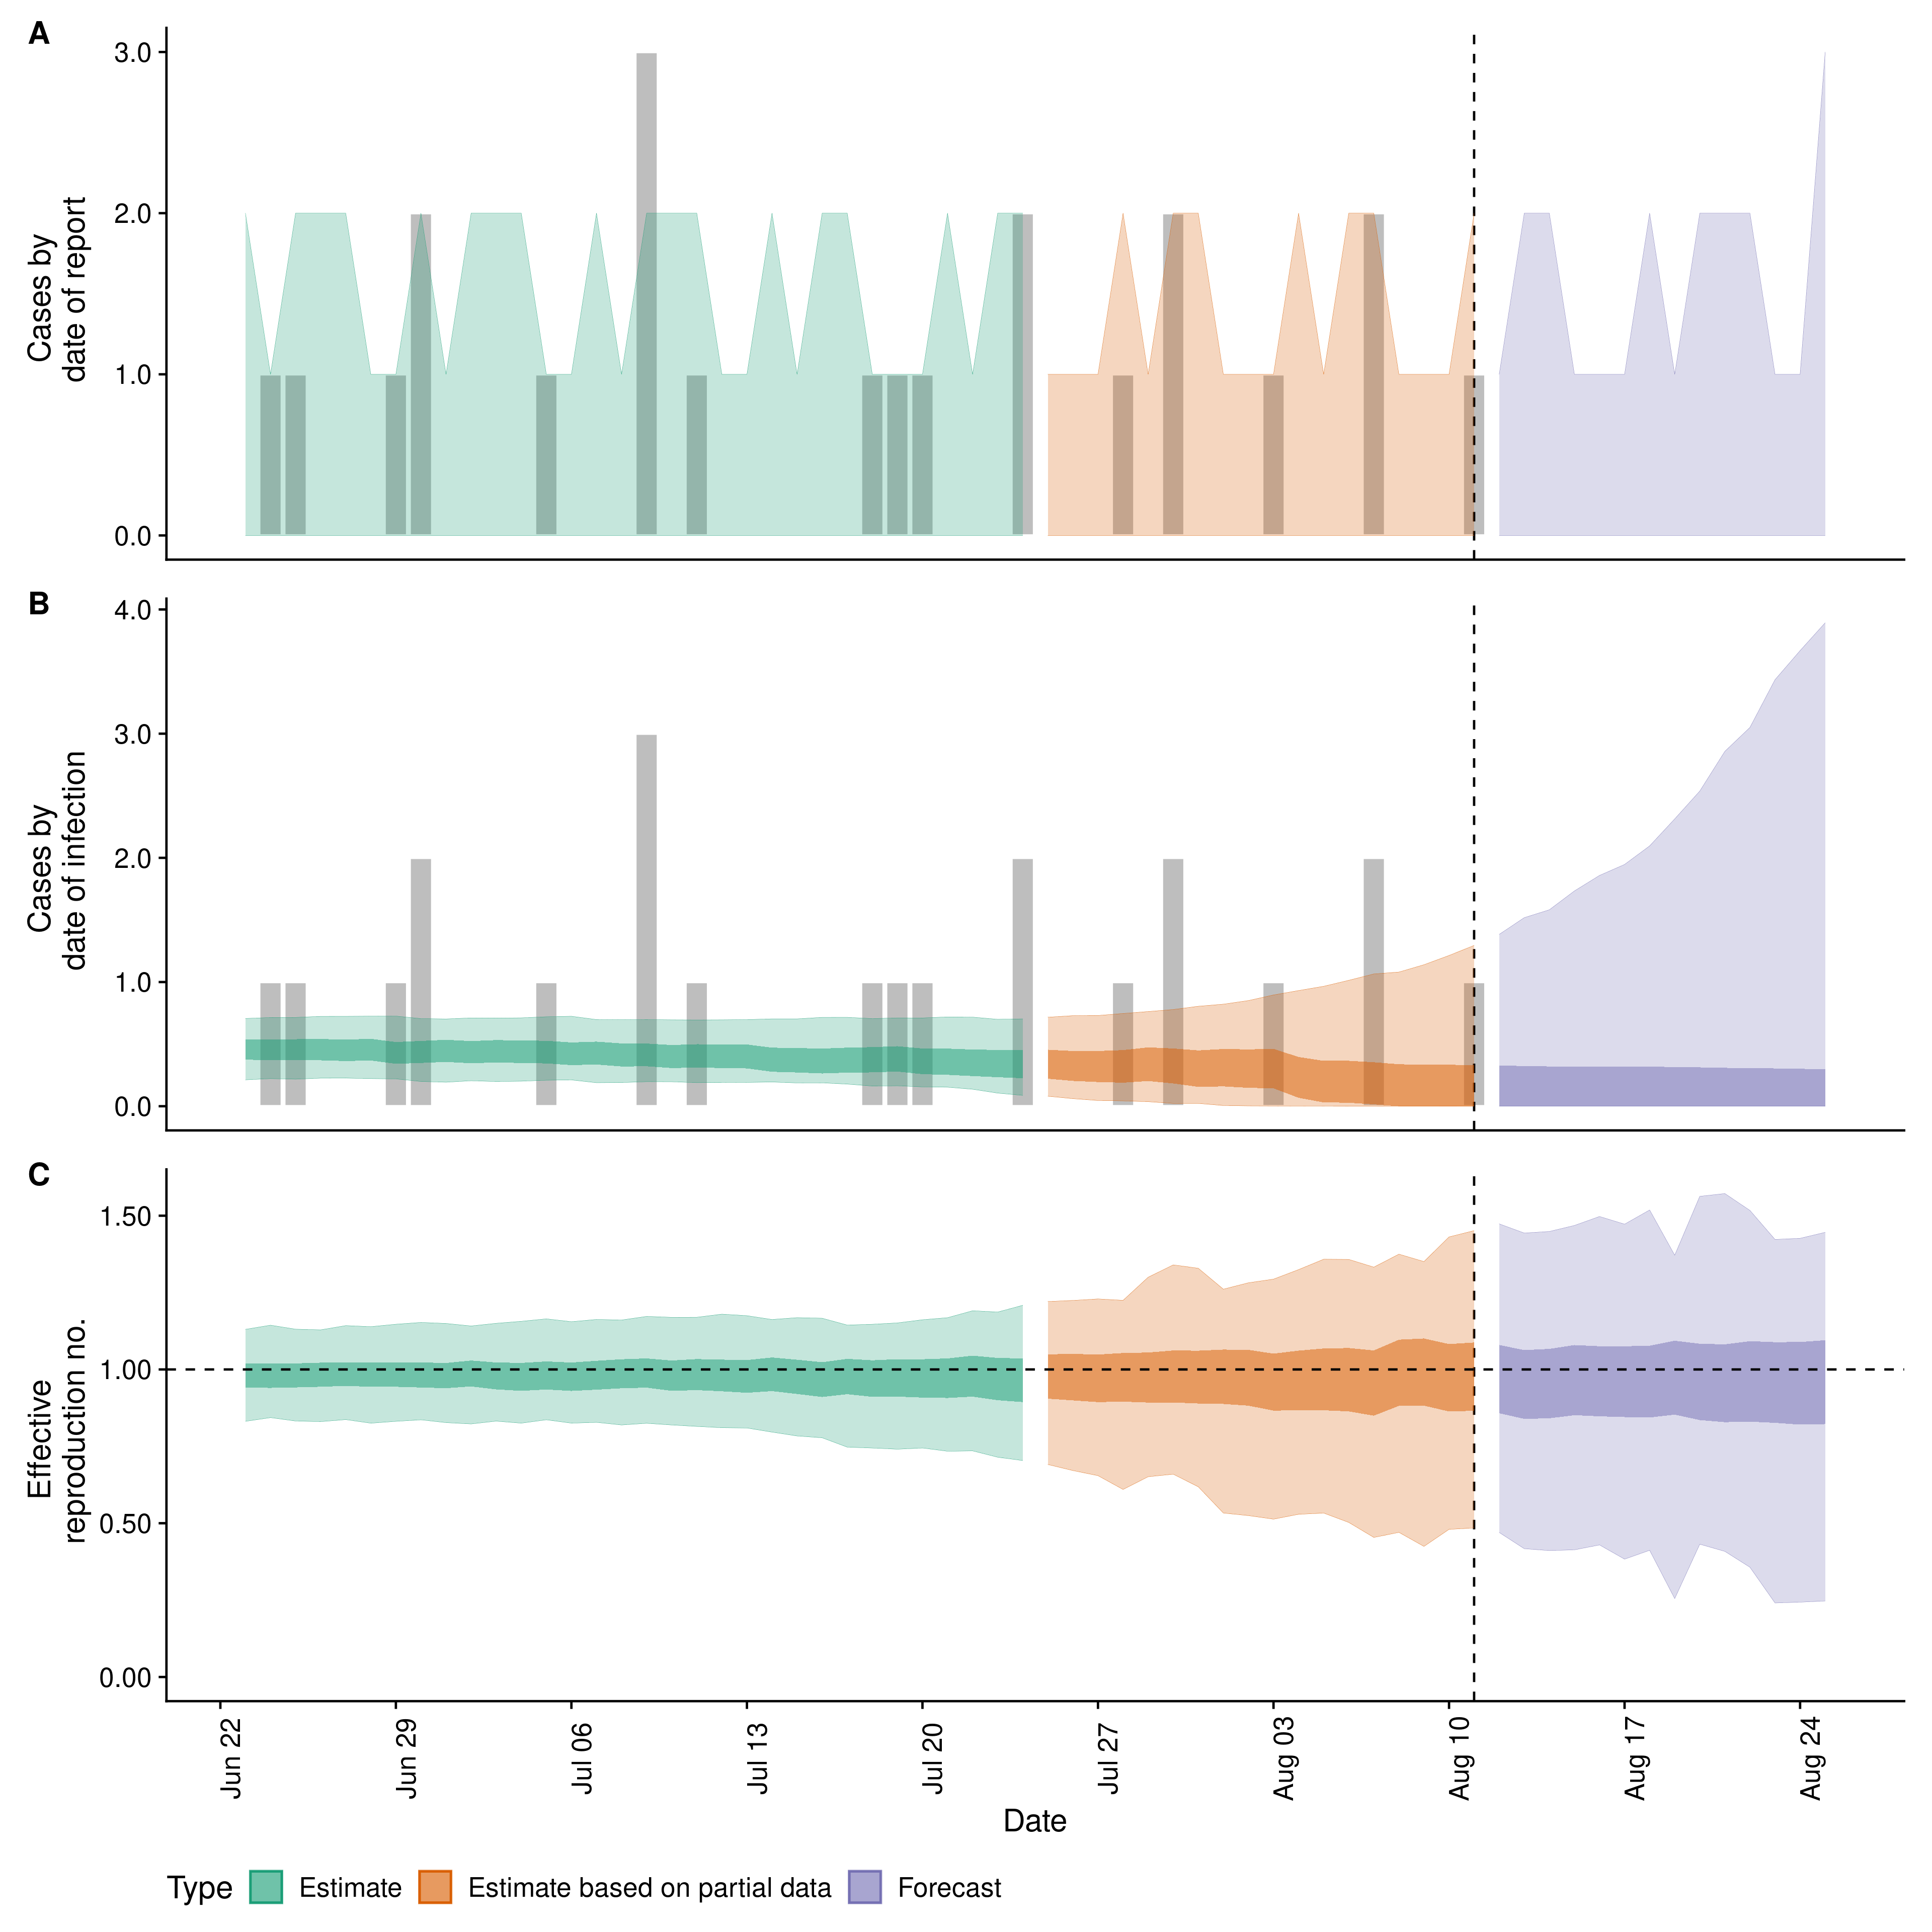 A
3.0
2.0
1.0
0.0
Cases by
date of report
B
4.0
3.0
2.0
1.0
0.0
Cases by
date of infection
C
1.50
1.00
0.50
0.00
Effective
reproduction no.
Jun 22
Jun 29
Jul 06
Jul 13
Jul 20
Jul 27
Aug 03
Aug 10
Aug 17
Aug 24
Date
Type Estimate Estimate based on partial data Forecast